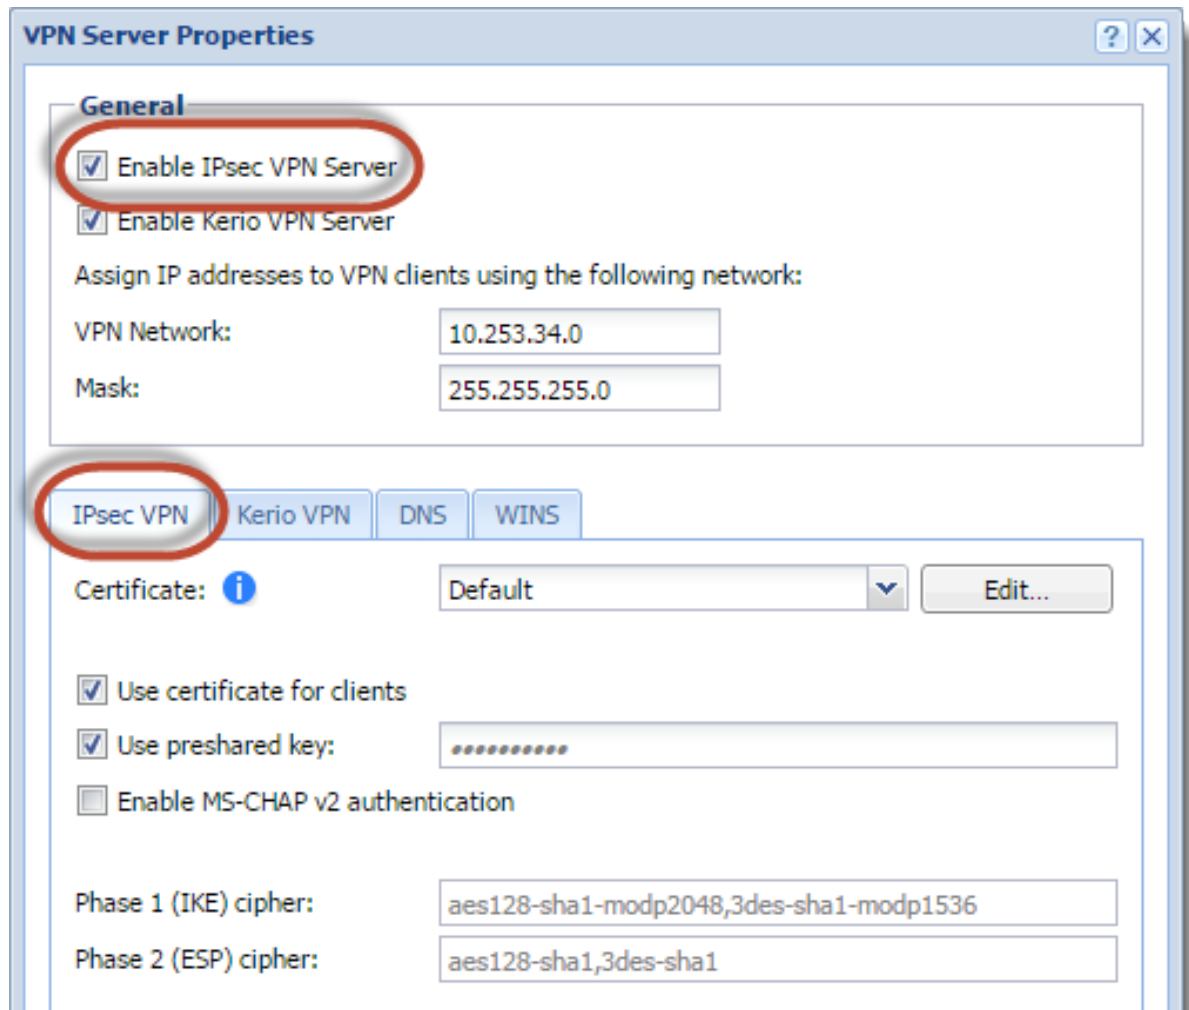 VPN Server Properties
General
Enable IPsec VPN Server
Enable Kerio VPN Server
Assign IP addresses to VPN clients using the following network:
VPN Network: 10.253.34.0
Mask: 255.255.255.0
IPsec VPN Kerio VPN DNS WINS
Certificate: Default Edit...
Use certificate for clients
Use preshared key: ••••••••••
Enable MS-CHAP v2 authentication
Phase 1 (IKE) cipher: aes128-sha1-modp2048,3des-sha1-modp1536
Phase 2 (ESP) cipher: aes128-sha1,3des-sha1